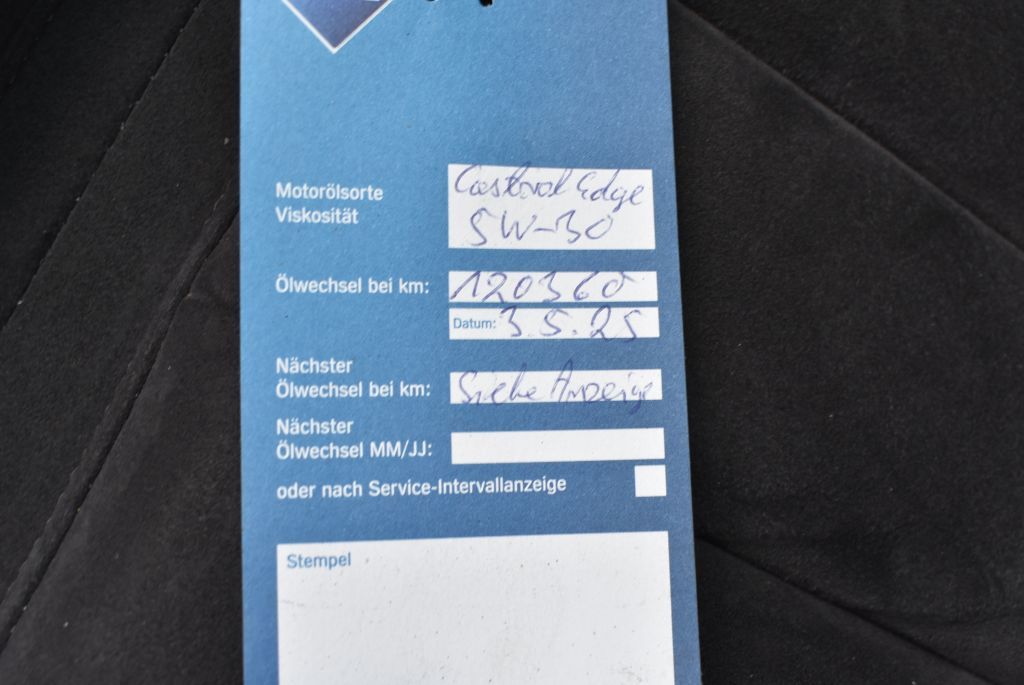 Motorölsorte
Viskosität
Castrol Edge
5W-30
Ölwechsel bei km: 120360
Datum: 3.5.25
Nächster
Ölwechsel bei km: Siehe Anzeige
Nächster
Ölwechsel MM/JJ:
oder nach Service-Intervallanzeige
Stempel